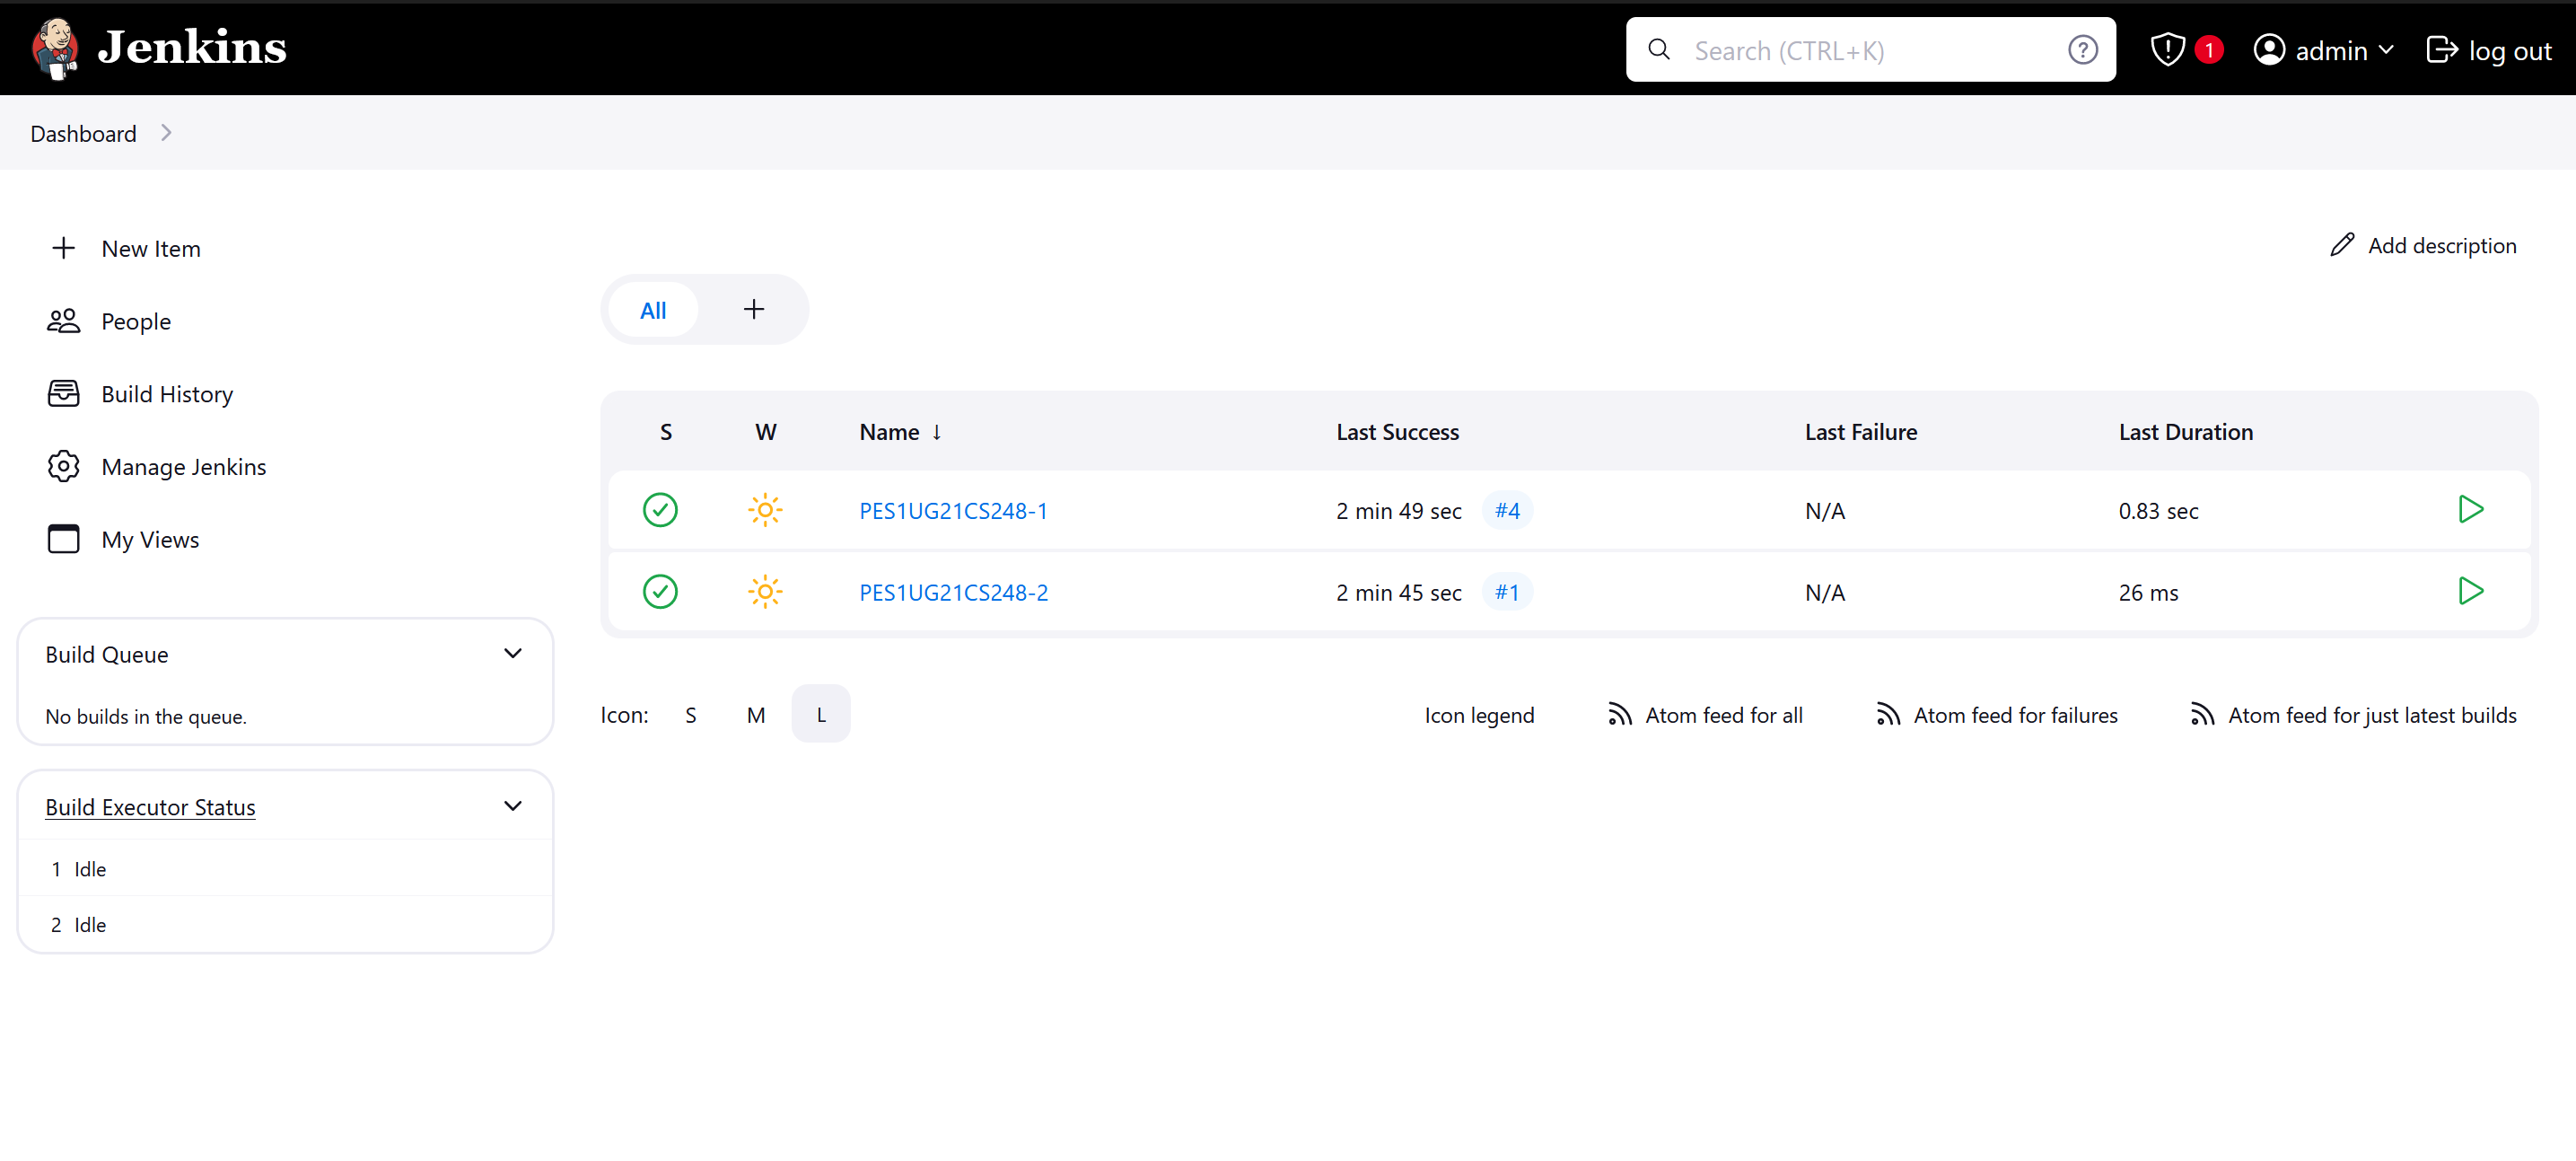 Jenkins
Search (CTRL+K)
1
admin
log out
Dashboard
New Item
People
Build History
Manage Jenkins
My Views
Build Queue
No builds in the queue.
Build Executor Status
1 Idle
2 Idle
Add description
All
S W Name ↓ Last Success Last Failure Last Duration
PES1UG21CS248-1 2 min 49 sec #4 N/A 0.83 sec
PES1UG21CS248-2 2 min 45 sec #1 N/A 26 ms
Icon: S M L
Icon legend Atom feed for all Atom feed for failures Atom feed for just latest builds